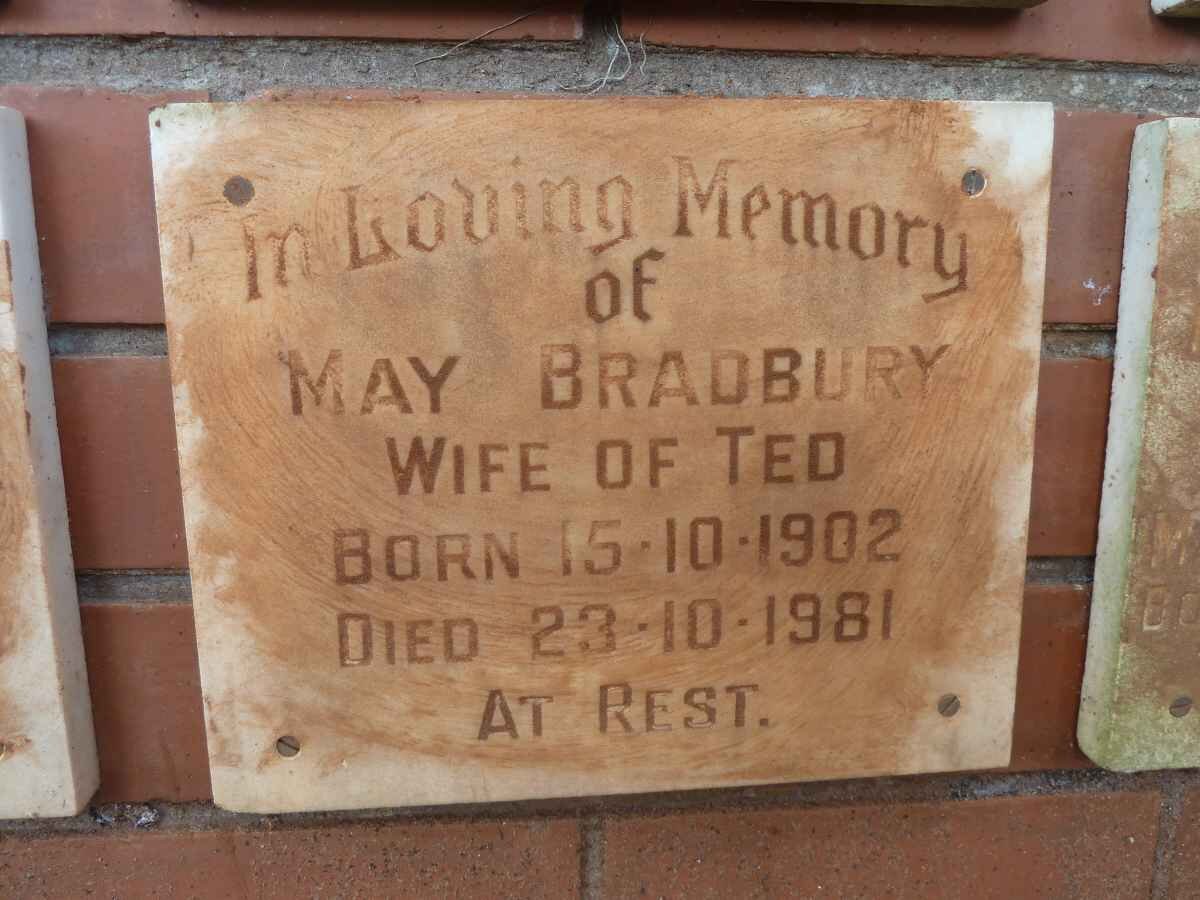 In Loving Memory
of
MAY BRADBURY
WIFE OF TED
BORN 15·10·1902
DIED 23·10·1981
AT REST.